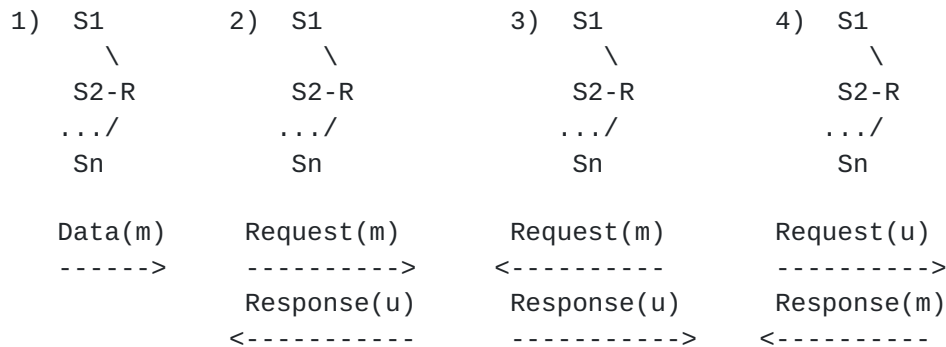 1)  S1        2)  S1            3)  S1           4)  S1
      \             \                 \                \
    S2-R          S2-R              S2-R             S2-R
   .../          .../              .../             .../
    Sn            Sn                Sn               Sn

   Data(m)     Request(m)       Request(m)       Request(u)
   ------>     ---------->     <----------       ---------->
               Response(u)      Response(u)      Response(m)
              <-----------      ----------->    <----------